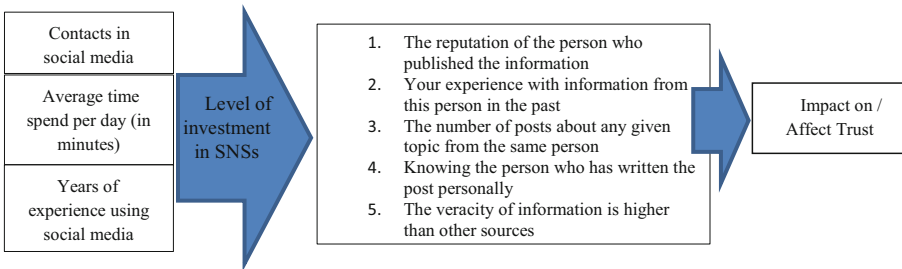 Contacts in
social media
Average time
spend per day (in
minutes)
Years of
experience using
social media
Level of
investment
in SNSs
1. The reputation of the person who
published the information
2. Your experience with information from
this person in the past
3. The number of posts about any given
topic from the same person
4. Knowing the person who has written the
post personally
5. The veracity of information is higher
than other sources
Impact on /
Affect Trust